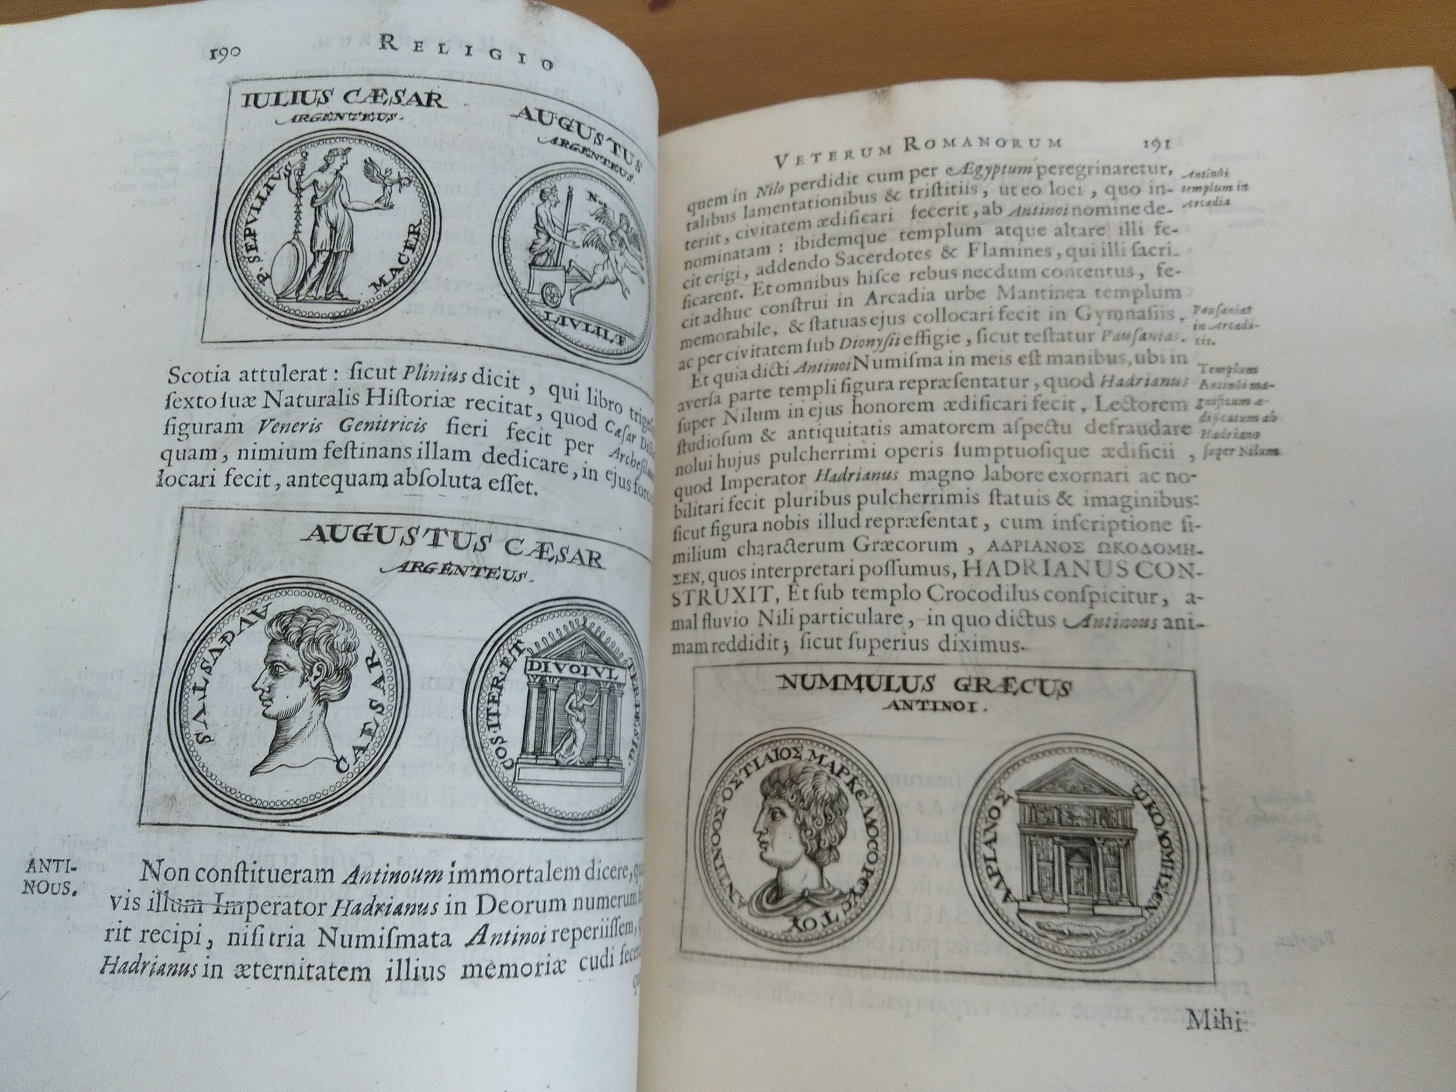 190 RELIGIO
IULIUS CÆSAR
ARGENTEUS.
AUGUSTUS
ARGENTEUS.
P. SEPVLIVS
MACER
L.IVLI.L.F
Scotia attulerat : ſicut Plinius dicit , qui libro
ſexto ſuæ Naturalis Hiſtoriæ recitat, quod Cæſar
figuram Veneris Genitricis fieri fecit per
quam, nimium feſtinans illam dedicare, in ejus foro
locari fecit, antequam abſoluta eſſet.
AUGUSTUS CÆSAR
ARGENTEUS.
CAESAR
COS.ITER.ET
DIVOIVL
ANTI-
NOUS.
Non conſtitueram Antinoum immortalem dicere,
vis illum Imperator Hadrianus in Deorum numerum
rit recipi , niſi tria Numiſmata Antinoi reperiiſſem,
Hadrianus in æternitatem illius memoriæ cudi
VETERUM ROMANORUM 191
quem in Nilo perdidit cum per Ægyptum peregrinaretur,
talibus lamentationibus & triſtitiis, ut eo loci , quo in-
teriit, civitatem ædificari fecerit, ab Antinoi nomine de-
nominatam : ibidemque templum atque altare illi fe-
cit erigi, addendo Sacerdotes & Flamines, qui illi ſacri-
ficarent. Et omnibus hiſce rebus necdum contentus, fe-
cit adhuc conſtrui in Arcadia urbe Mantinea templum
memorabile, & ſtatuas ejus collocari fecit in Gymnaſiis,
ac per civitatem ſub Dionyſii effigie, ſicut teſtatur Pauſanias.
Et quia dicti Antinoi Numiſma in meis eſt manibus, ubi in
averſa parte templi figura repræſentatur, quod Hadrianus
ſuper Nilum in ejus honorem ædificari fecit, Lectorem
ſtudioſum & antiquitatis amatorem aſpectu defraudare
nolui hujus pulcherrimi operis ſumptuoſique ædificii ,
quod Imperator Hadrianus magno labore exornari ac no-
bilitari fecit pluribus pulcherrimis ſtatuis & imaginibus:
ſicut figura nobis illud repræſentat, cum inſcriptione ſi-
milium characterum Græcorum, ΑΔΡΙΑΝΟΣ ΩΚΟΔΟΜΗ-
ΣΕΝ, quos interpretari poſſumus, HADRIANUS CON-
STRUXIT, Et ſub templo Crocodilus conſpicitur, a-
mal fluvio Nili particulare, in quo dictus Antinous ani-
mam reddidit; ſicut ſuperius diximus.
Antinoi
templum in
Arcadia
Pauſanias
in Arcadi-
cis.
Templum
Antinoi ma-
gnificum æ-
dificatum ab
Hadriano
ſuper Nilum
NUMMULUS GRÆCUS
ANTINOI.
ΑΝΤΙΝΟΟΣ·ΟΣΤΙΛΙΟΣ ΜΑΡΚΕΛΛΟC
ΑΔΡΙΑΝΟΣ
ΩΚΟΔΟΜΗΣΕΝ
Mihi